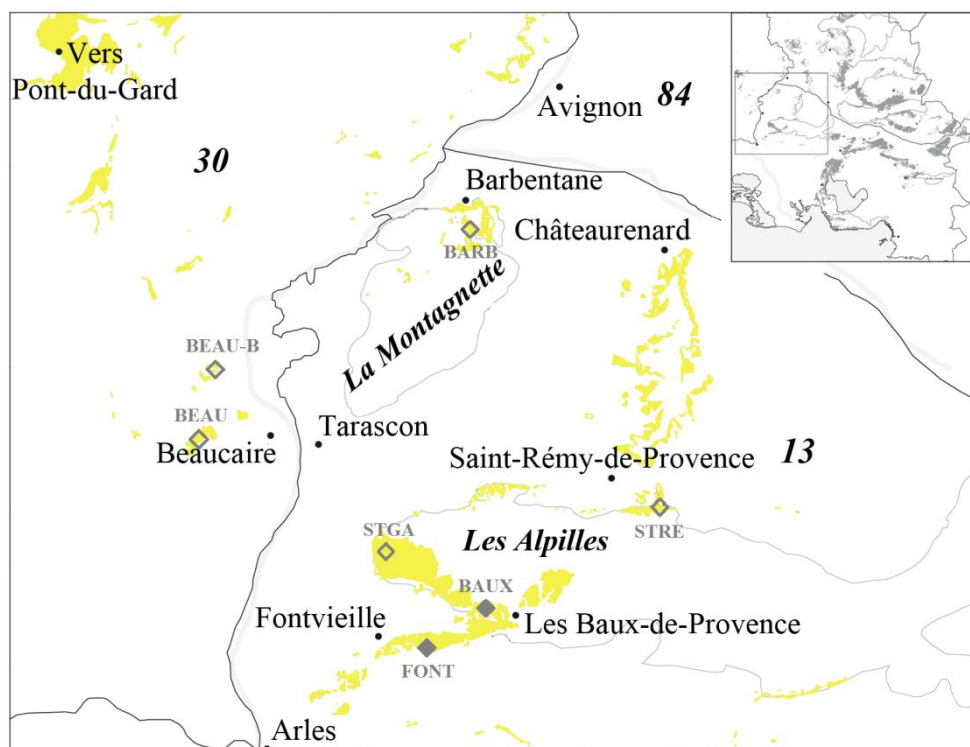 Vers
Pont-du-Gard
Avignon
84
30
Barbentane
Châteaurenard
BARB
La Montagnette
BEAU-B
BEAU
Beaucaire
Tarascon
Saint-Rémy-de-Provence
13
STGA
Les Alpilles
STRE
BAUX
Fontvieille
Les Baux-de-Provence
FONT
Arles